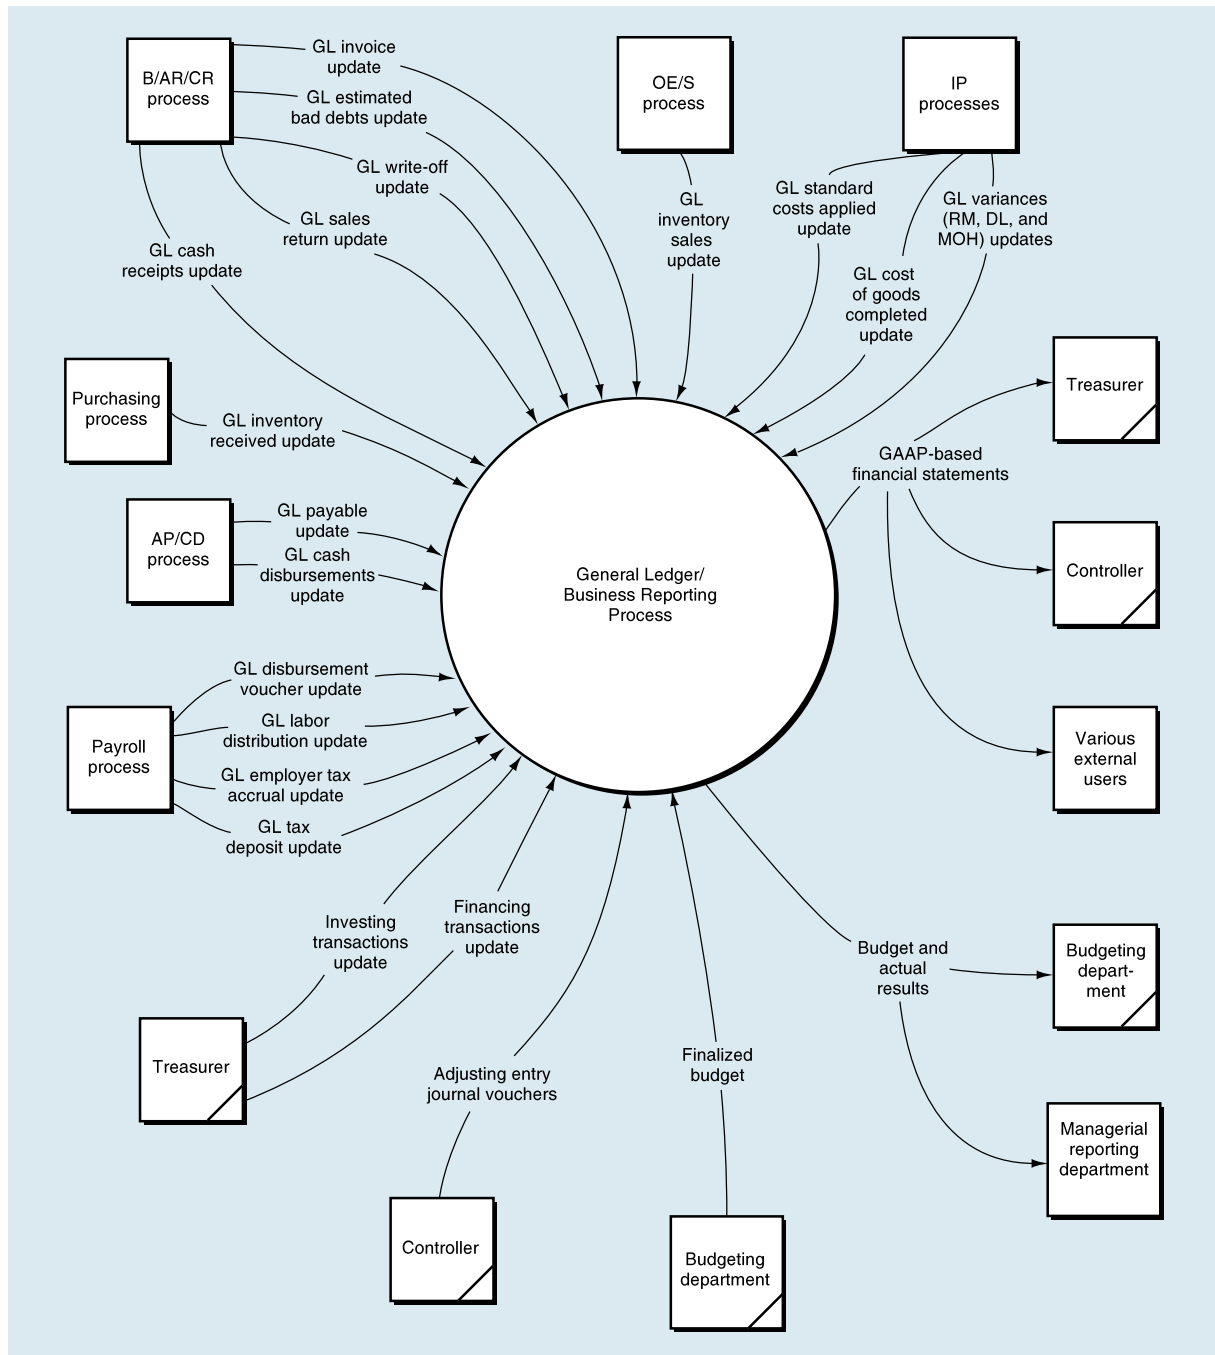 B/AR/CR
process
GL invoice
update
GL estimated
bad debts update
GL write-off
update
GL sales
return update
GL cash
receipts update
OE/S
process
GL
inventory
sales
update
IP
processes
GL standard
costs applied
update
GL cost
of goods
completed
update
GL variances
(RM, DL, and
MOH) updates
Purchasing
process
GL inventory
received update
AP/CD
process
GL payable
update
GL cash
disbursements
update
General Ledger/
Business Reporting
Process
GAAP-based
financial statements
Treasurer
Controller
Various
external
users
Payroll
process
GL disbursement
voucher update
GL labor
distribution update
GL employer tax
accrual update
GL tax
deposit update
Investing
transactions
update
Financing
transactions
update
Treasurer
Adjusting entry
journal vouchers
Controller
Finalized
budget
Budgeting
department
Budget and
actual
results
Budgeting
depart-
ment
Managerial
reporting
department